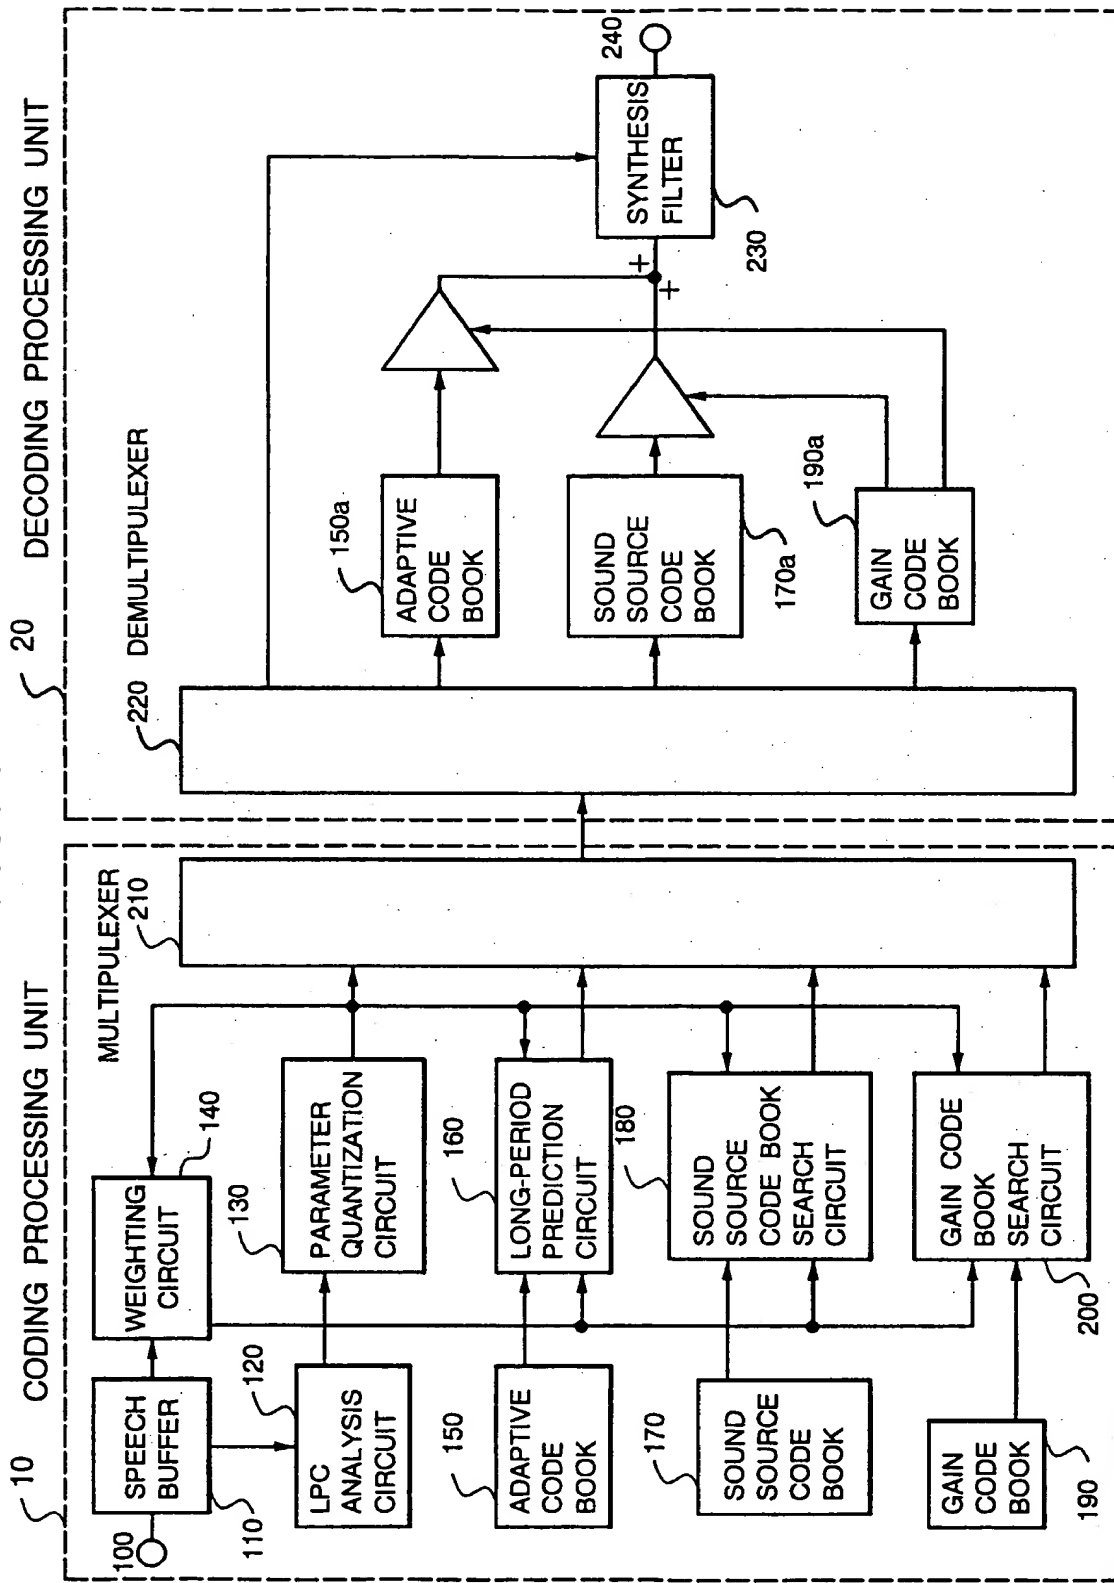 10
CODING PROCESSING UNIT
20
DECODING PROCESSING UNIT
100
SPEECH
BUFFER
110
WEIGHTING
CIRCUIT
140
MULTIPULEXER
210
LPC
ANALYSIS
CIRCUIT
120
PARAMETER
QUANTIZATION
CIRCUIT
130
ADAPTIVE
CODE
BOOK
150
LONG-PERIOD
PREDICTION
CIRCUIT
160
SOUND
SOURCE
CODE
BOOK
170
SOUND
SOURCE
CODE BOOK
SEARCH
CIRCUIT
180
GAIN
CODE
BOOK
190
GAIN CODE
BOOK
SEARCH
CIRCUIT
200
220 DEMULTIPULEXER
ADAPTIVE
CODE
BOOK
150a
SOUND
SOURCE
CODE
BOOK
170a
GAIN
CODE
BOOK
190a
+
+
SYNTHESIS
FILTER
230
240